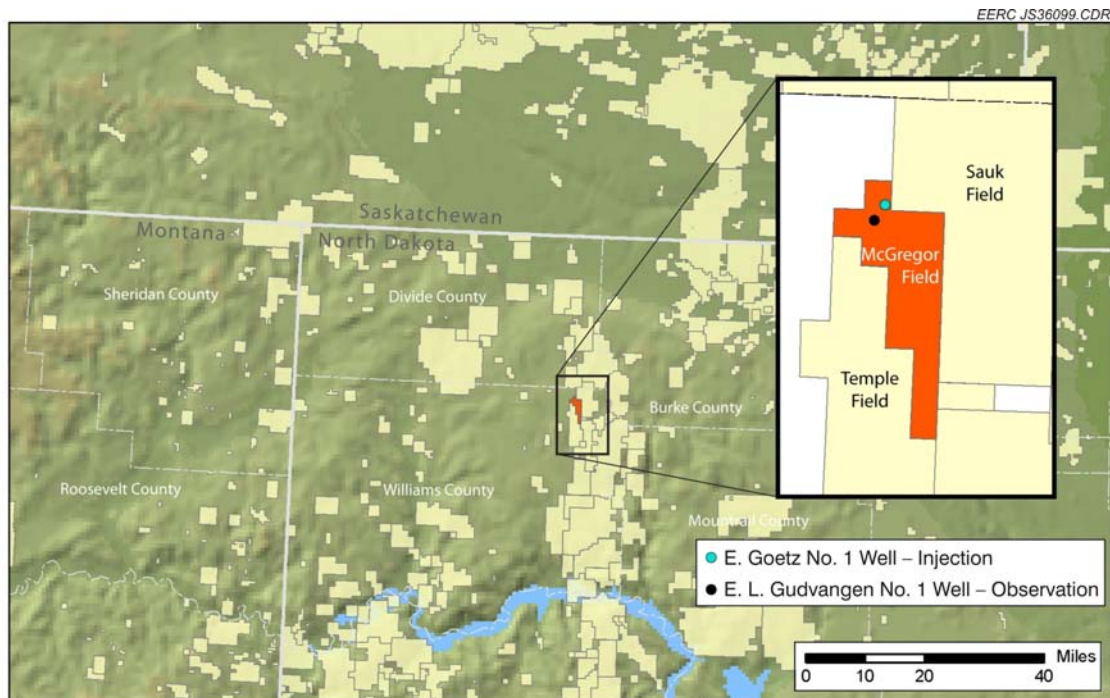 EERC JS36099.CDR
Saskatchewan
Montana
North Dakota
Sheridan County
Divide County
Burke County
Roosevelt County
Williams County
Mountrail County
Sauk
Field
McGregor
Field
Temple
Field
E. Goetz No. 1 Well – Injection
E. L. Gudvangen No. 1 Well – Observation
Miles
0 10 20 40